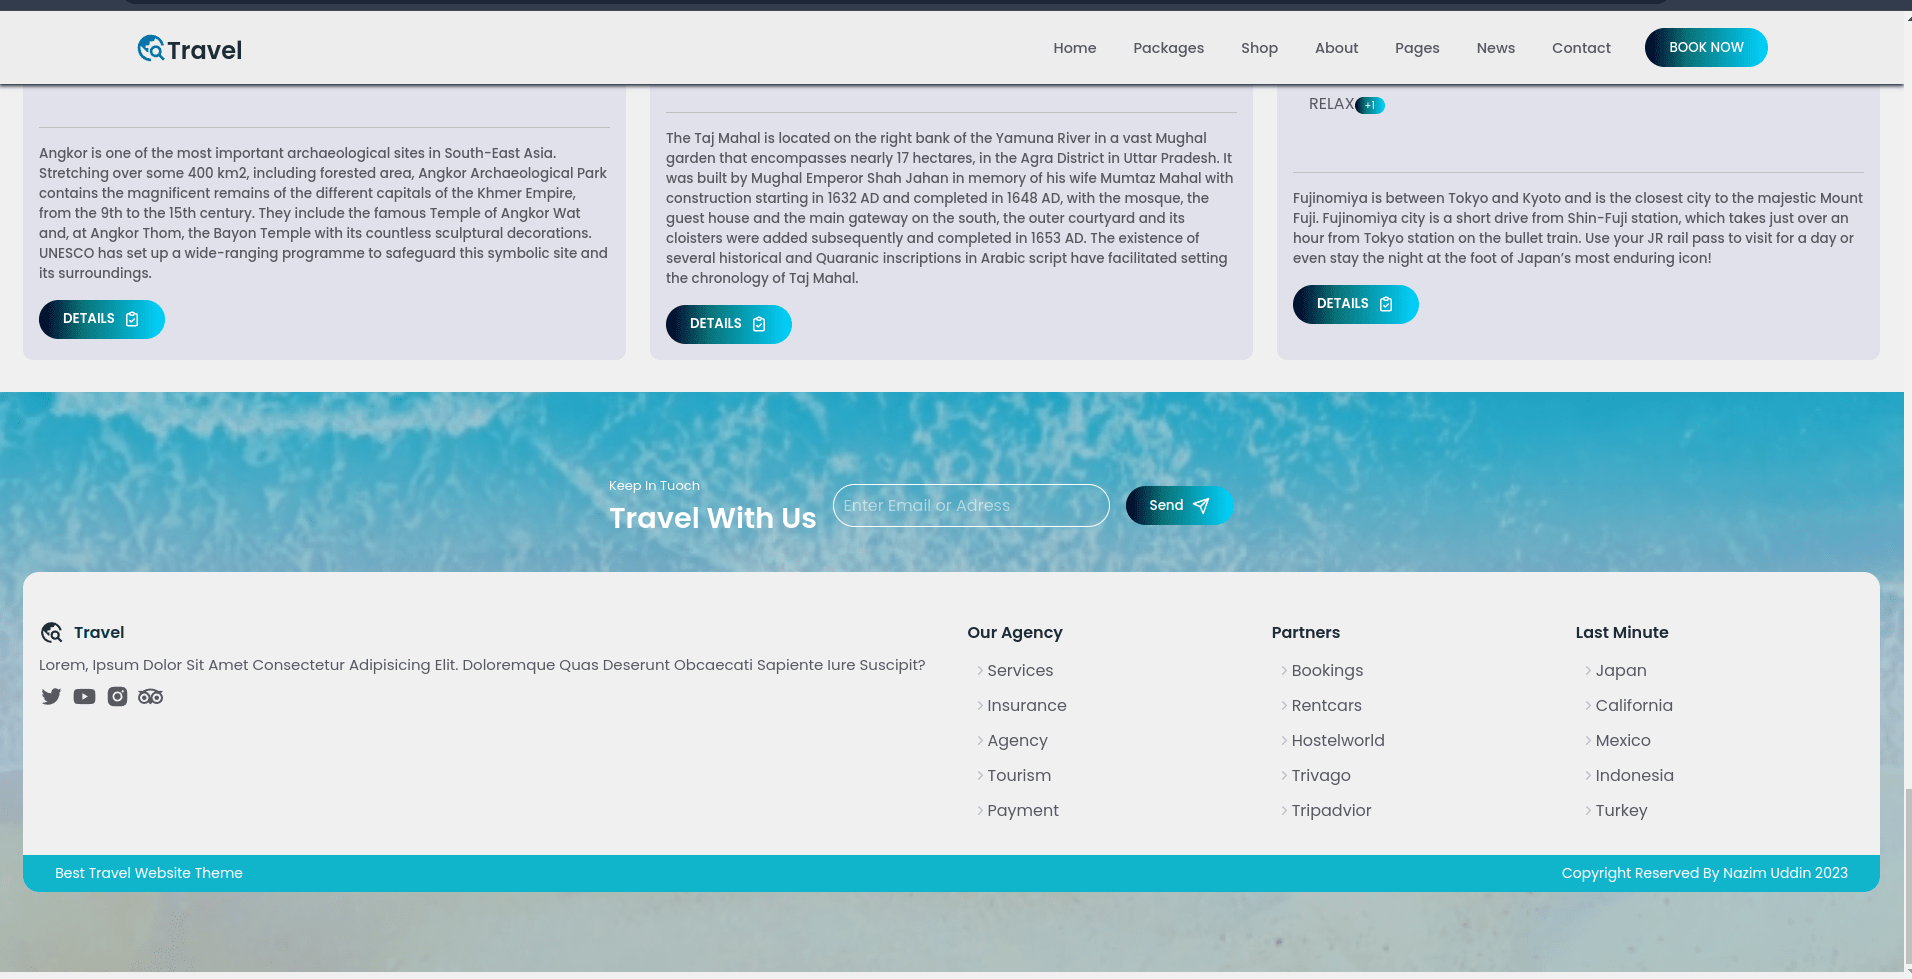 Travel
Home
Packages
Shop
About
Pages
News
Contact
BOOK NOW
Angkor is one of the most important archaeological sites in South-East Asia.
Stretching over some 400 km2, including forested area, Angkor Archaeological Park
contains the magnificent remains of the different capitals of the Khmer Empire,
from the 9th to the 15th century. They include the famous Temple of Angkor Wat
and, at Angkor Thom, the Bayon Temple with its countless sculptural decorations.
UNESCO has set up a wide-ranging programme to safeguard this symbolic site and
its surroundings.
DETAILS
The Taj Mahal is located on the right bank of the Yamuna River in a vast Mughal
garden that encompasses nearly 17 hectares, in the Agra District in Uttar Pradesh. It
was built by Mughal Emperor Shah Jahan in memory of his wife Mumtaz Mahal with
construction starting in 1632 AD and completed in 1648 AD, with the mosque, the
guest house and the main gateway on the south, the outer courtyard and its
cloisters were added subsequently and completed in 1653 AD. The existence of
several historical and Quaranic inscriptions in Arabic script have facilitated setting
the chronology of Taj Mahal.
DETAILS
RELAX +1
Fujinomiya is between Tokyo and Kyoto and is the closest city to the majestic Mount
Fuji. Fujinomiya city is a short drive from Shin-Fuji station, which takes just over an
hour from Tokyo station on the bullet train. Use your JR rail pass to visit for a day or
even stay the night at the foot of Japan’s most enduring icon!
DETAILS
Keep In Tuoch
Travel With Us
Enter Email or Adress
Send
Travel
Lorem, Ipsum Dolor Sit Amet Consectetur Adipisicing Elit. Doloremque Quas Deserunt Obcaecati Sapiente Iure Suscipit?
Our Agency
Services
Insurance
Agency
Tourism
Payment
Partners
Bookings
Rentcars
Hostelworld
Trivago
Tripadvior
Last Minute
Japan
California
Mexico
Indonesia
Turkey
Best Travel Website Theme
Copyright Reserved By Nazim Uddin 2023